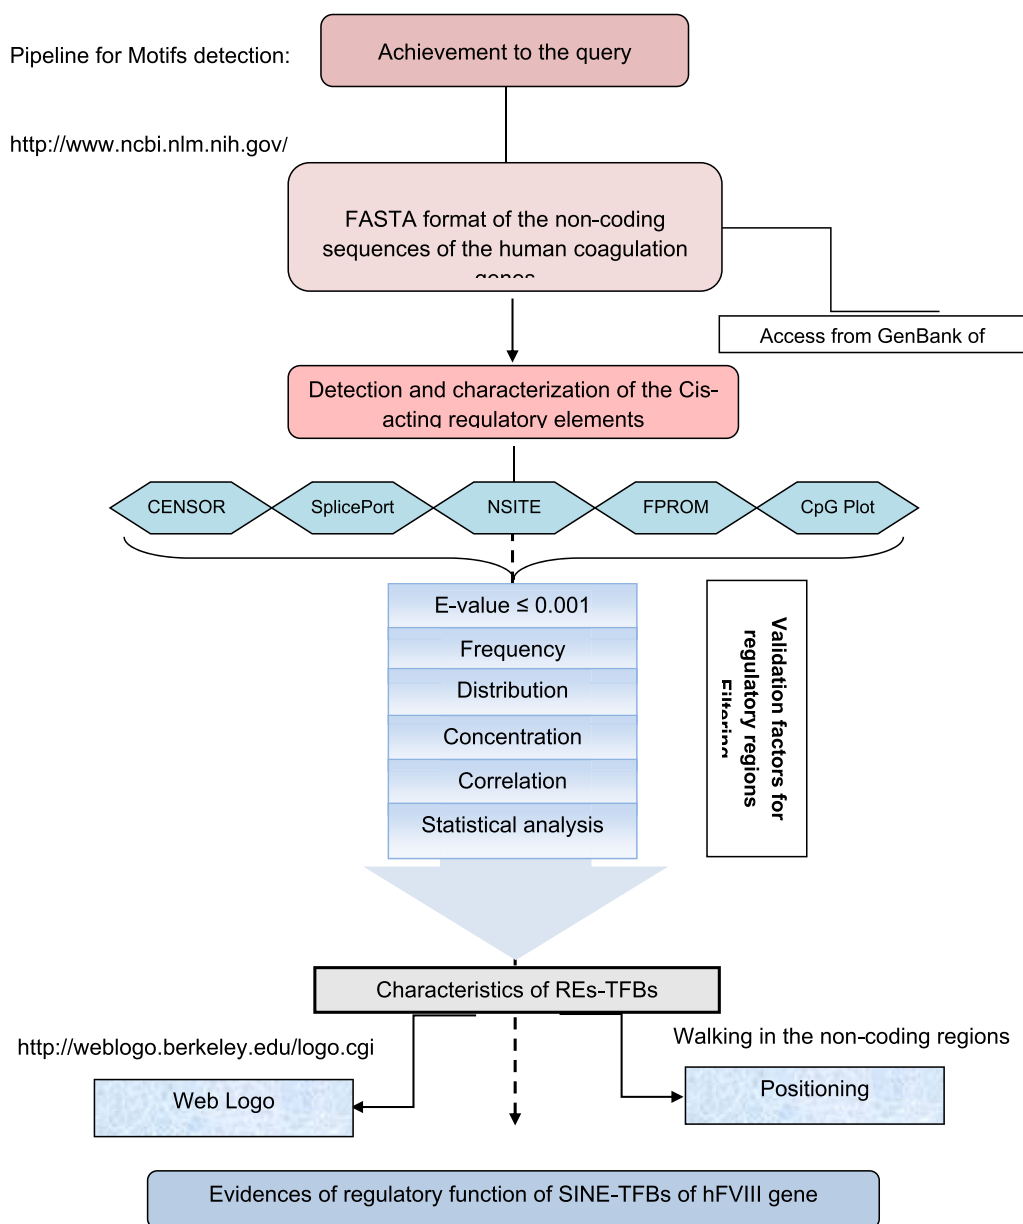 Achievement to the query
Pipeline for Motifs detection:
http://www.ncbi.nlm.nih.gov/
FASTA format of the non-coding
sequences of the human coagulation
genes
Access from GenBank of
Detection and characterization of the Cis-
acting regulatory elements
CENSOR
SplicePort
NSITE
FPROM
CpG Plot
E-value ≤ 0.001
Frequency
Distribution
Concentration
Correlation
Statistical analysis
Validation factors for
regulatory regions
Filtering
Characteristics of REs-TFBs
http://weblogo.berkeley.edu/logo.cgi
Walking in the non-coding regions
Web Logo
Positioning
Evidences of regulatory function of SINE-TFBs of hFVIII gene